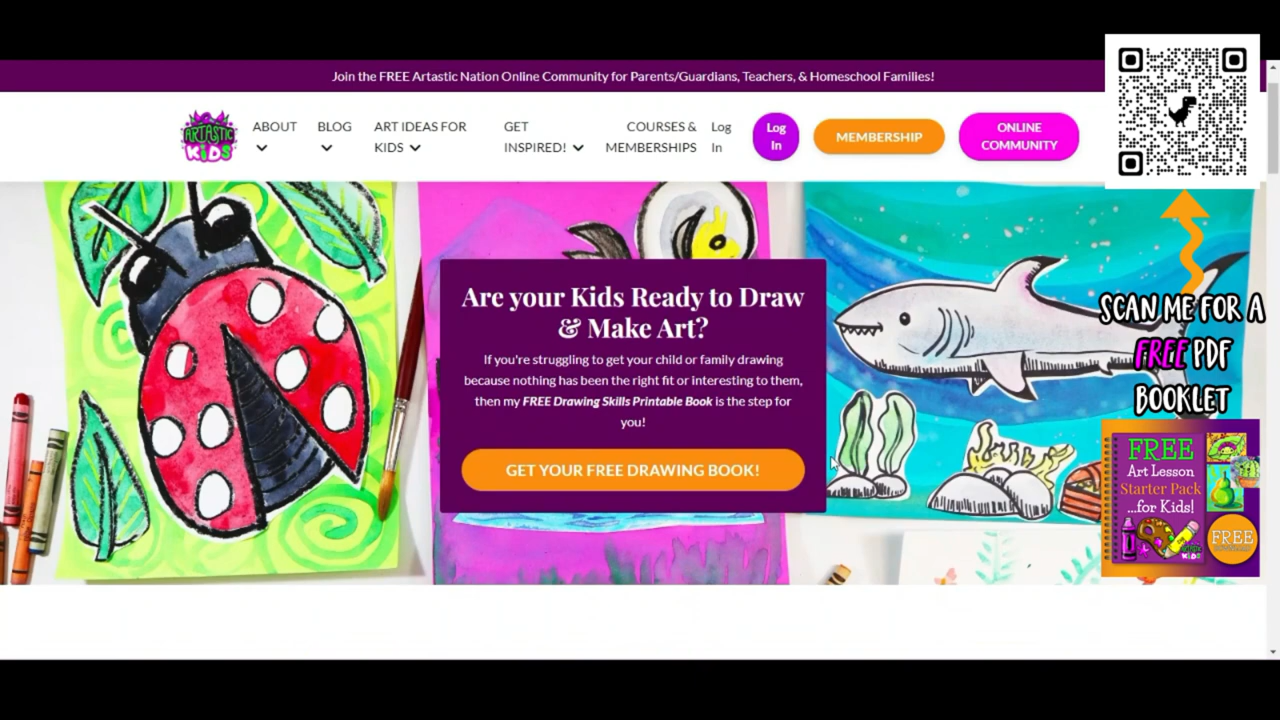 Join the FREE Artastic Nation Online Community for Parents/Guardians, Teachers, & Homeschool Families!
ARTASTIC
KIDS
ABOUT
BLOG
ART IDEAS FOR
KIDS
GET
INSPIRED!
COURSES &
MEMBERSHIPS
Log
In
Log
In
MEMBERSHIP
ONLINE
COMMUNITY
Are your Kids Ready to Draw
& Make Art?
If you're struggling to get your child or family drawing
because nothing has been the right fit or interesting to them,
then my FREE Drawing Skills Printable Book is the step for
you!
GET YOUR FREE DRAWING BOOK!
SCAN ME FOR A
FREE PDF
BOOKLET
FREE
Art Lesson
Starter Pack
...for Kids!
FREE